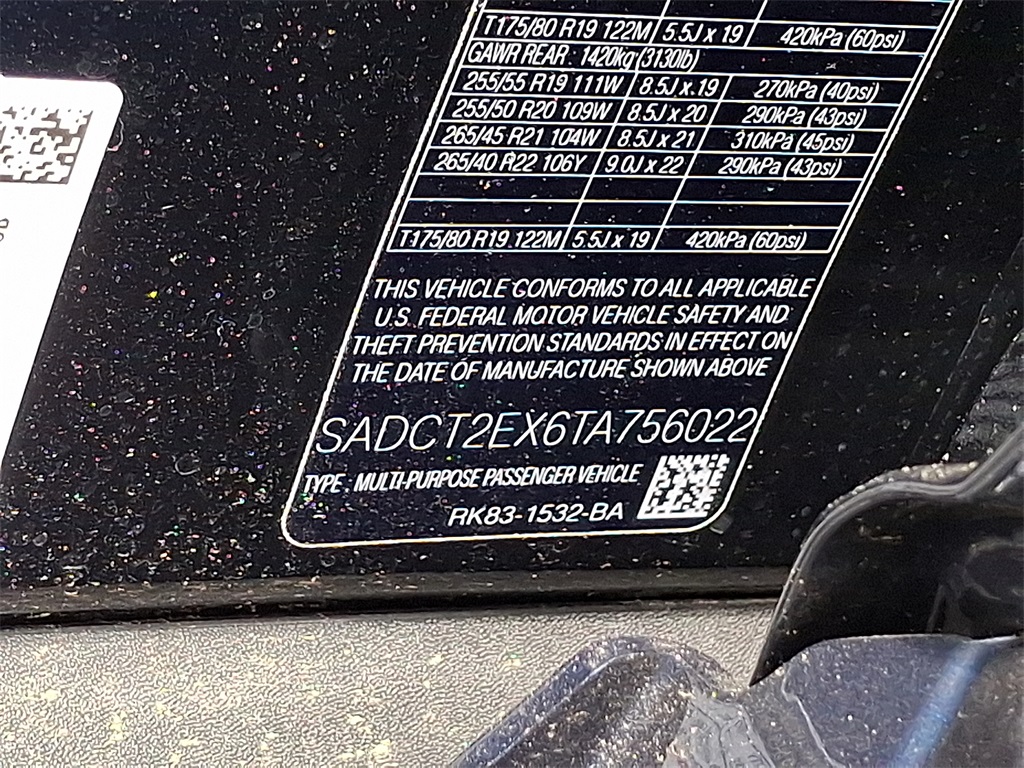 T175/80 R19 122M 5.5J x 19 420kPa (60psi)
GAWR REAR 1420kg (3130lb)
255/55 R19 111W 8.5J x 19 270kPa (40psi)
255/50 R20 109W 8.5J x 20 290kPa (43psi)
265/45 R21 104W 8.5J x 21 310kPa (45psi)
265/40 R22 106Y 9.0J x 22 290kPa (43psi)
T175/80 R19 122M 5.5J x 19 420kPa (60psi)
THIS VEHICLE CONFORMS TO ALL APPLICABLE
U.S. FEDERAL MOTOR VEHICLE SAFETY AND
THEFT PREVENTION STANDARDS IN EFFECT ON
THE DATE OF MANUFACTURE SHOWN ABOVE
SADCT2EX6TA756022
TYPE : MULTI-PURPOSE PASSENGER VEHICLE
RK83-1532-BA